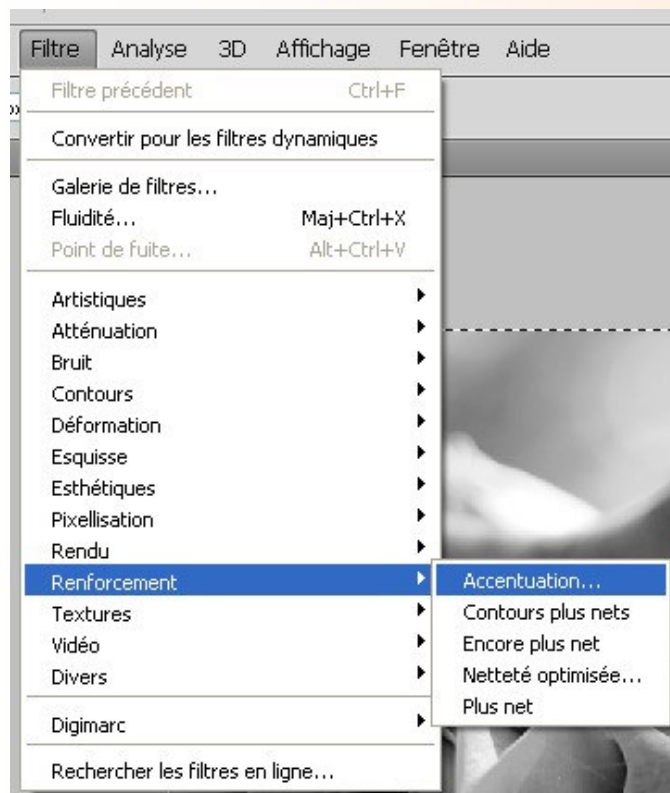 Filtre Analyse 3D Affichage Fenêtre Aide
Filtre précédent Ctrl+F
Convertir pour les filtres dynamiques
Galerie de filtres...
Fluidité... Maj+Ctrl+X
Point de fuite... Alt+Ctrl+V
Artistiques
Atténuation
Bruit
Contours
Déformation
Esquisse
Esthétiques
Pixellisation
Rendu
Renforcement Accentuation...
Textures Contours plus nets
Vidéo Encore plus net
Divers Netteté optimisée...
Plus net
Digimarc
Rechercher les filtres en ligne...